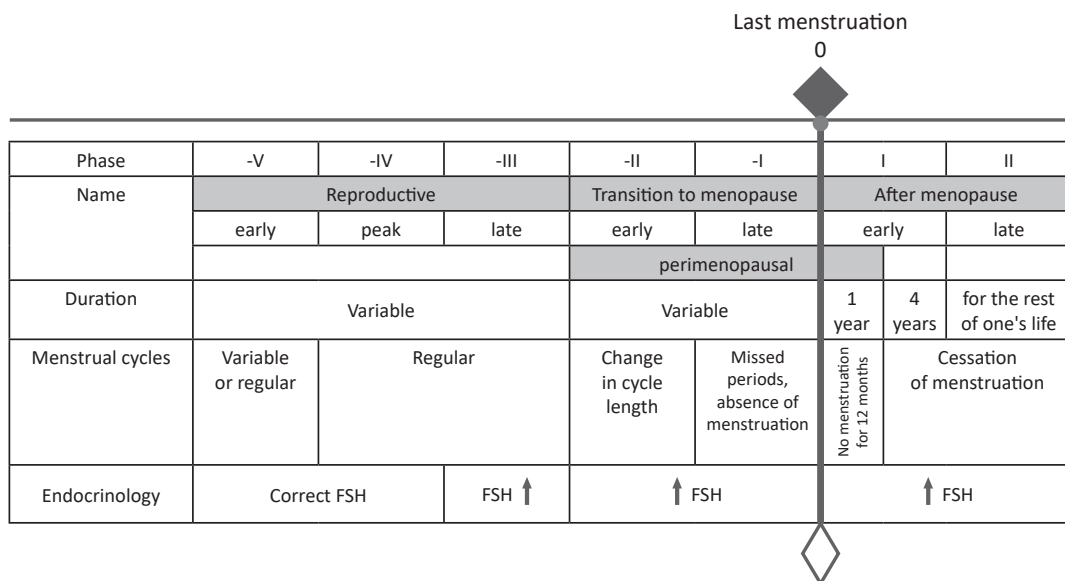 Last menstruation
0
Phase -V -IV -III -II -I I II
Name Reproductive Transition to menopause After menopause
early peak late early late early late
perimenopausal
Duration Variable Variable 1 year 4 years for the rest of one's life
Menstrual cycles Variable or regular Regular Change in cycle length Missed periods, absence of menstruation No menstruation for 12 months Cessation of menstruation
Endocrinology Correct FSH FSH ↑ ↑ FSH ↑ FSH